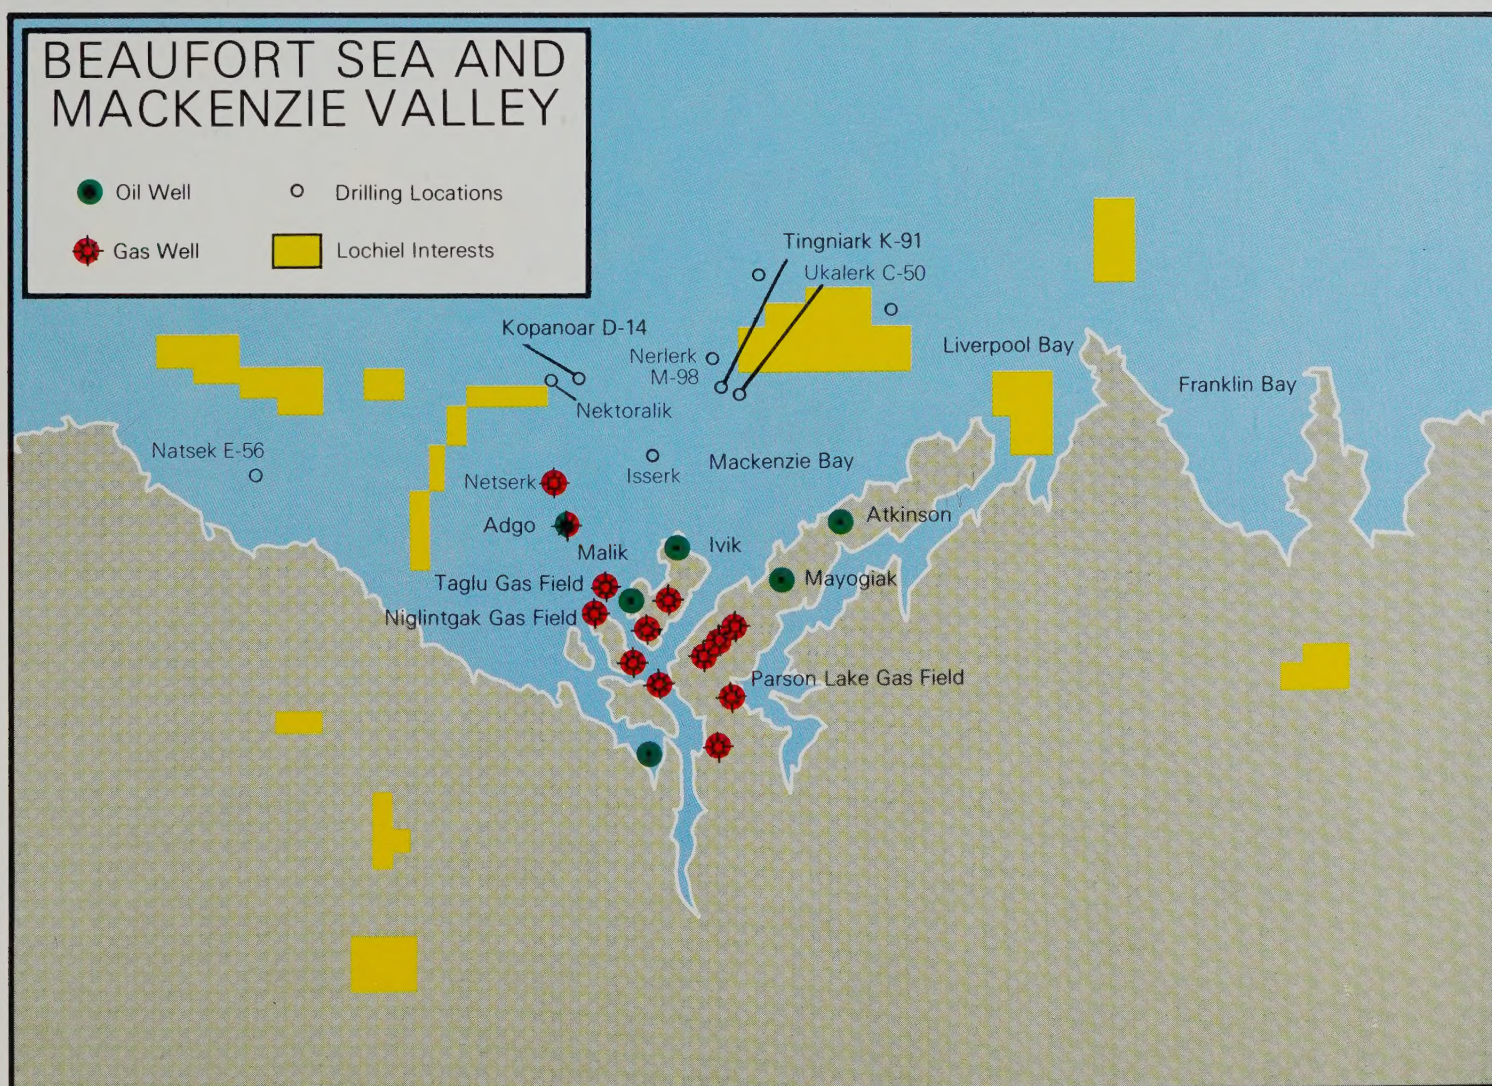 BEAUFORT SEA AND
MACKENZIE VALLEY
Oil Well
Drilling Locations
Gas Well
Lochiel Interests
Tingniark K-91
Ukalerk C-50
Kopanoar D-14
Nerlerk
M-98
Liverpool Bay
Franklin Bay
Nektoralik
Natsek E-56
Mackenzie Bay
Isserk
Netserk
Atkinson
Adgo
Malik
Ivik
Taglu Gas Field
Mayogiak
Niglintgak Gas Field
Parson Lake Gas Field